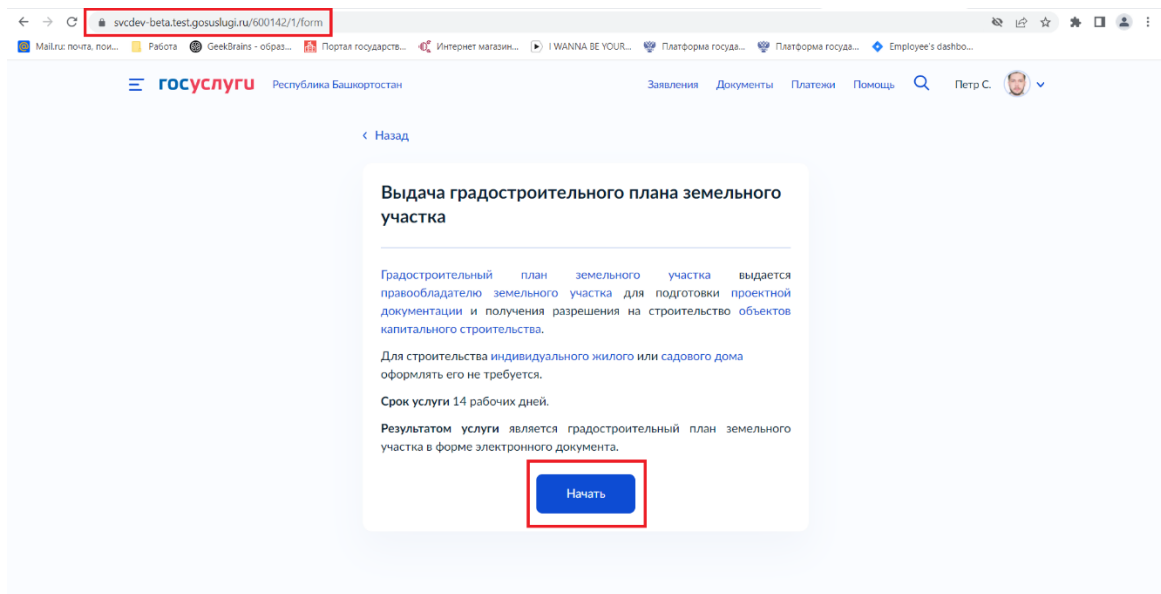 svcdev-beta.test.gosuslugi.ru/600142/1/form
Mail.ru: почта, пои... Работа GeekBrains - образ... Портал государств... Интернет магазин... I WANNA BE YOUR... Платформа госуда... Платформа госуда... Employee's dashbo...
госуслуги Республика Башкортостан Заявления Документы Платежи Помощь Петр С.
Назад
Выдача градостроительного плана земельного
участка
Градостроительный план земельного участка выдается
правообладателю земельного участка для подготовки проектной
документации и получения разрешения на строительство объектов
капитального строительства.
Для строительства индивидуального жилого или садового дома
оформлять его не требуется.
Срок услуги 14 рабочих дней.
Результатом услуги является градостроительный план земельного
участка в форме электронного документа.
Начать